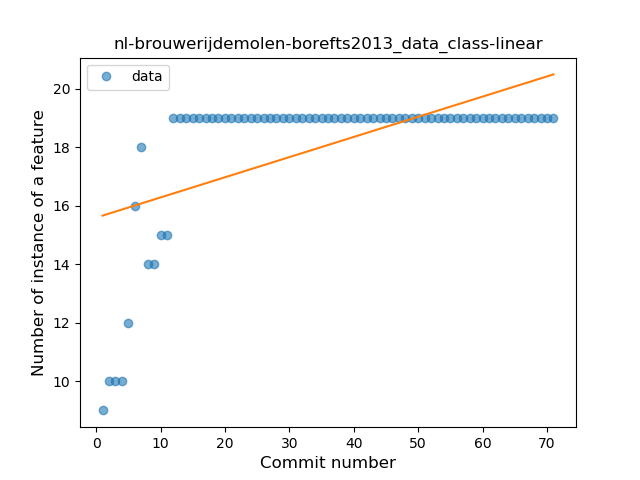 nl-brouwerijdemolen-borefts2013_data_class-linear
data
Number of instance of a feature
20
18
16
14
12
10
0 10 20 30 40 50 60 70
Commit number